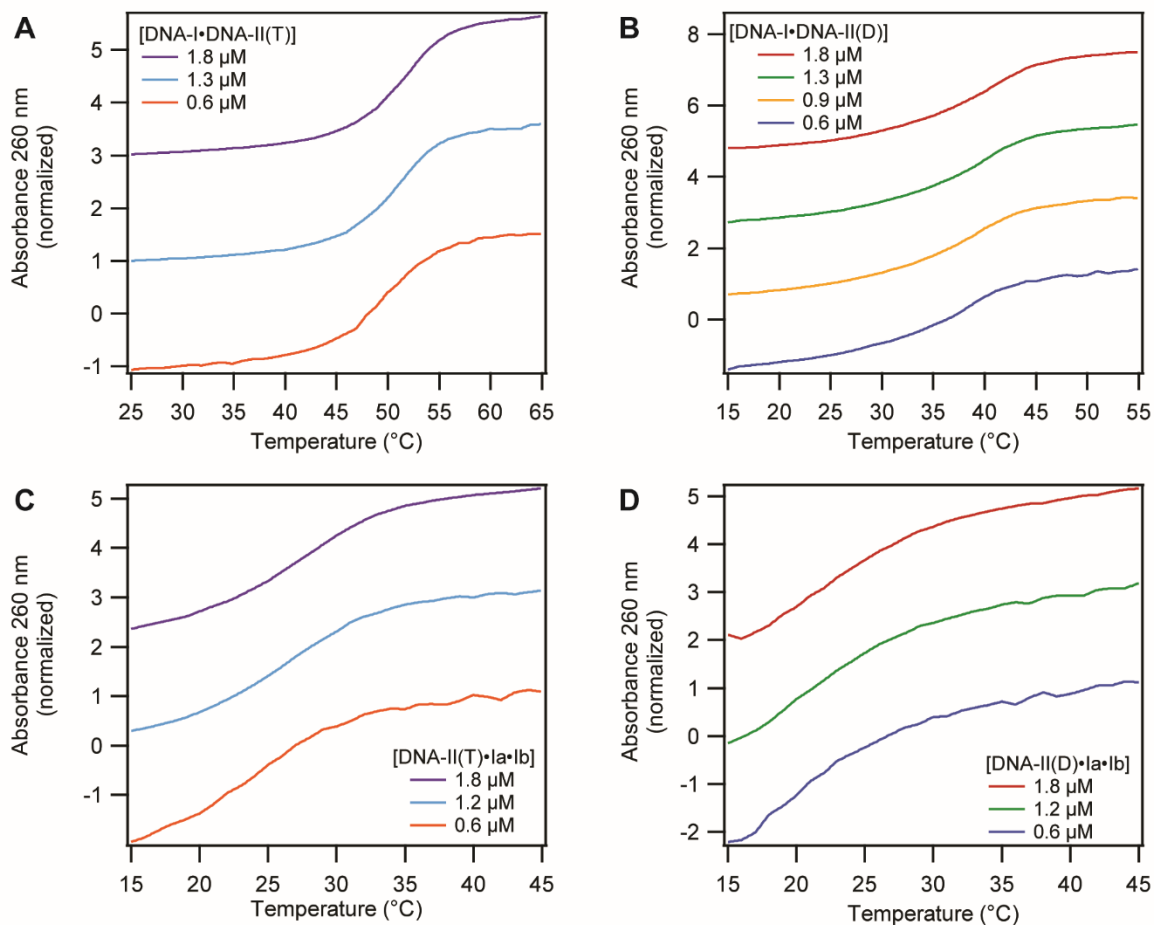 A
[DNA-I•DNA-II(T)]
1.8 µM
1.3 µM
0.6 µM
Absorbance 260 nm
(normalized)
5
3
1
0
-1
25 30 35 40 45 50 55 60 65
Temperature (°C)
B
[DNA-I•DNA-II(D)]
1.8 µM
1.3 µM
0.9 µM
0.6 µM
Absorbance 260 nm
(normalized)
8
6
4
2
0
15 20 25 30 35 40 45 50 55
Temperature (°C)
C
Absorbance 260 nm
(normalized)
5
3
2
1
0
-1
[DNA-II(T)•Ia•Ib]
1.8 µM
1.2 µM
0.6 µM
15 20 25 30 35 40 45
Temperature (°C)
D
Absorbance 260 nm
(normalized)
5
4
3
2
1
0
-1
-2
[DNA-II(D)•Ia•Ib]
1.8 µM
1.2 µM
0.6 µM
15 20 25 30 35 40 45
Temperature (°C)